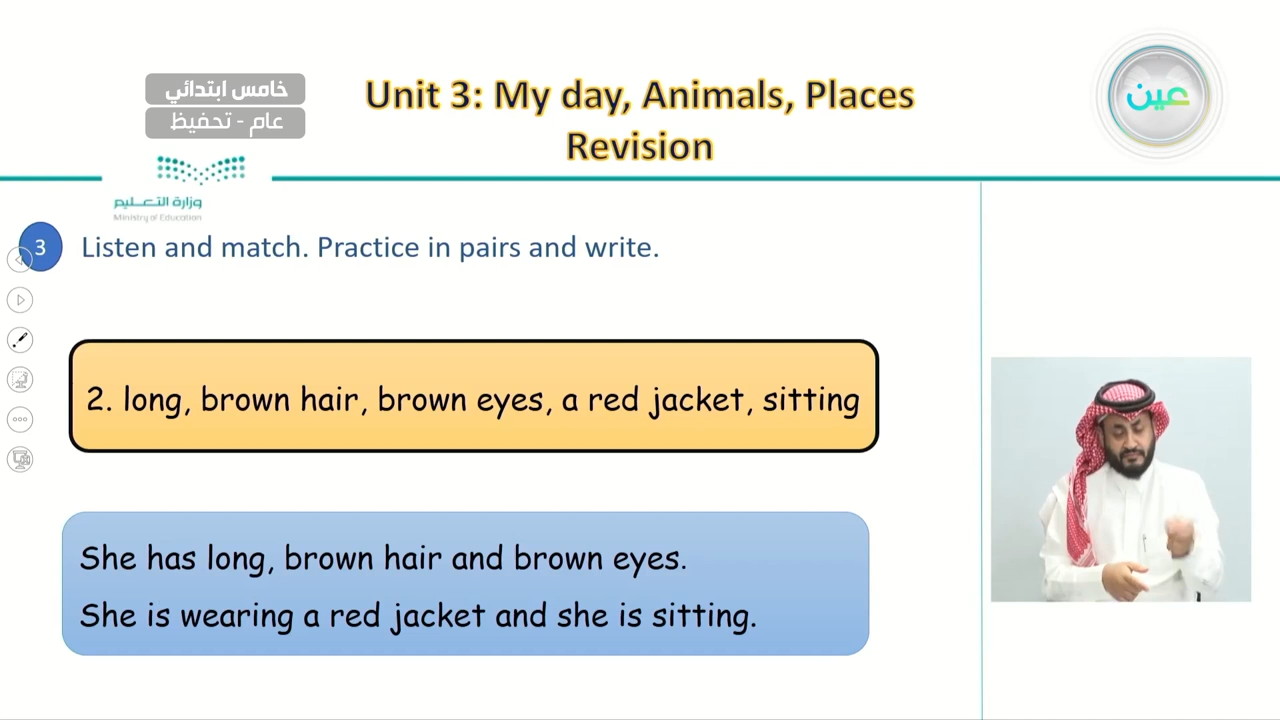 خامس ابتدائي
عام - تحفيظ
Unit 3: My day, Animals, Places
Revision
عين
وزارة التعليم
Ministry of Education
3 Listen and match. Practice in pairs and write.
2. long, brown hair, brown eyes, a red jacket, sitting
She has long, brown hair and brown eyes.
She is wearing a red jacket and she is sitting.